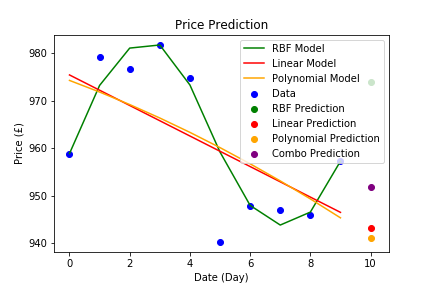 Price Prediction
980
970
960
950
940
Price (£)
RBF Model
Linear Model
Polynomial Model
Data
RBF Prediction
Linear Prediction
Polynomial Prediction
Combo Prediction
0
2
4
6
8
10
Date (Day)